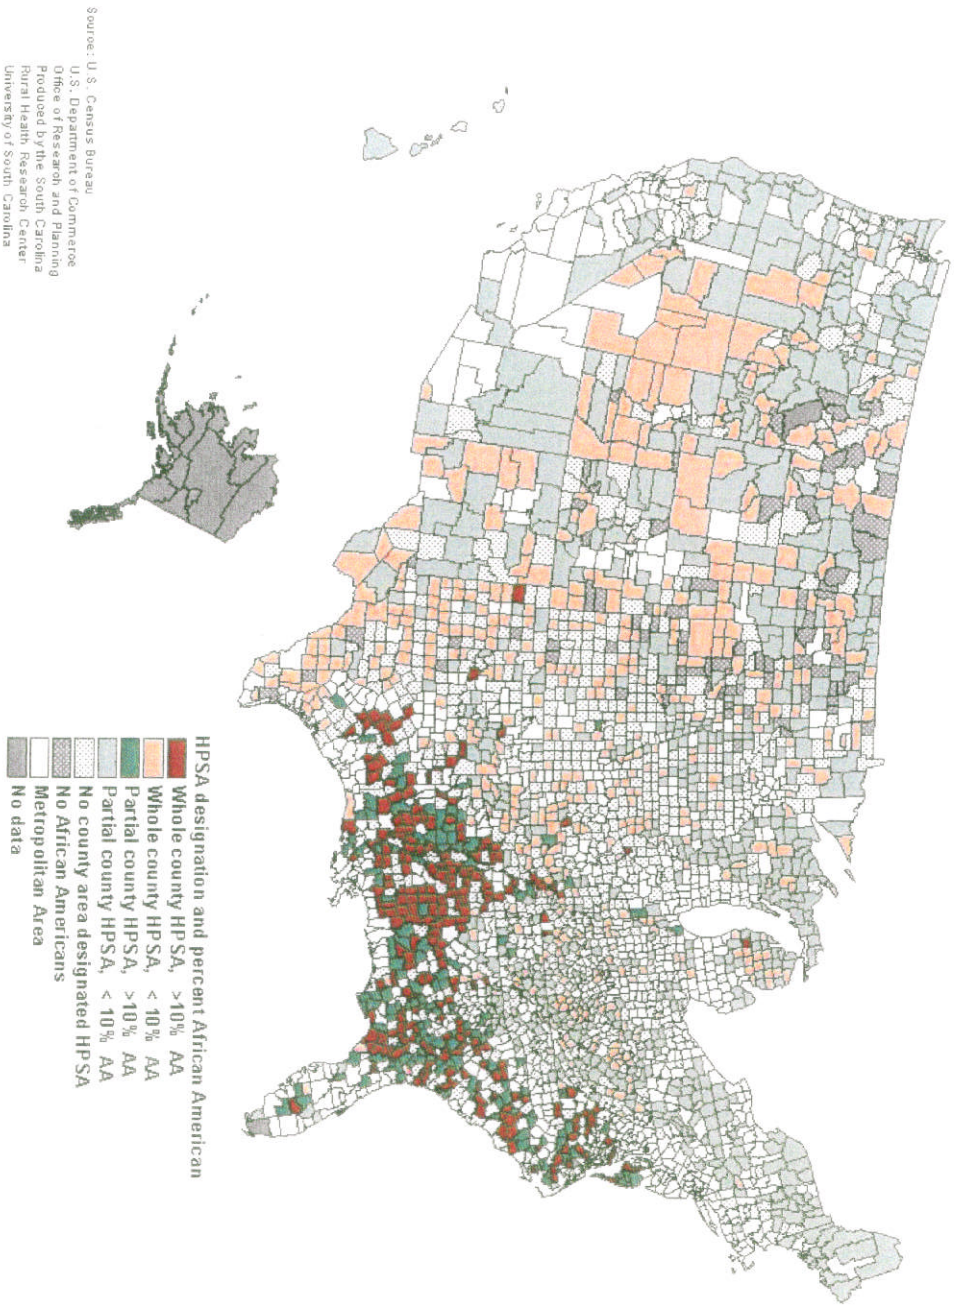 HPSA designation and percent African American
Whole county HPSA, >10% AA
Whole county HPSA, < 10% AA
Partial county HPSA, >10% AA
Partial county HPSA, < 10% AA
No county area designated HPSA
No African Americans
Metropolitan Area
No data
Source: U.S. Census Bureau
U.S. Department of Commerce
Office of Research and Planning
Produced by the South Carolina
Rural Health Research Center
University of South Carolina